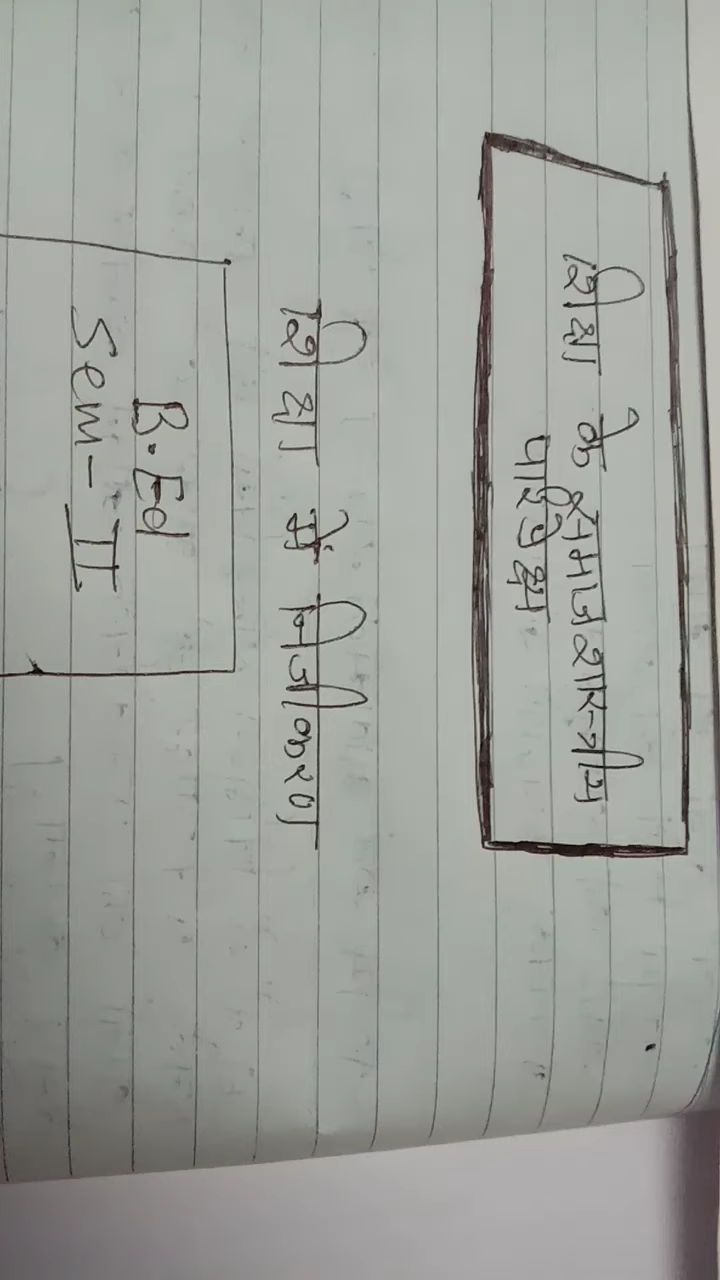 शिक्षा के समाजशास्त्रीय
परिप्रेक्ष्य
शिक्षा में निजीकरण
B.Ed
Sem-II